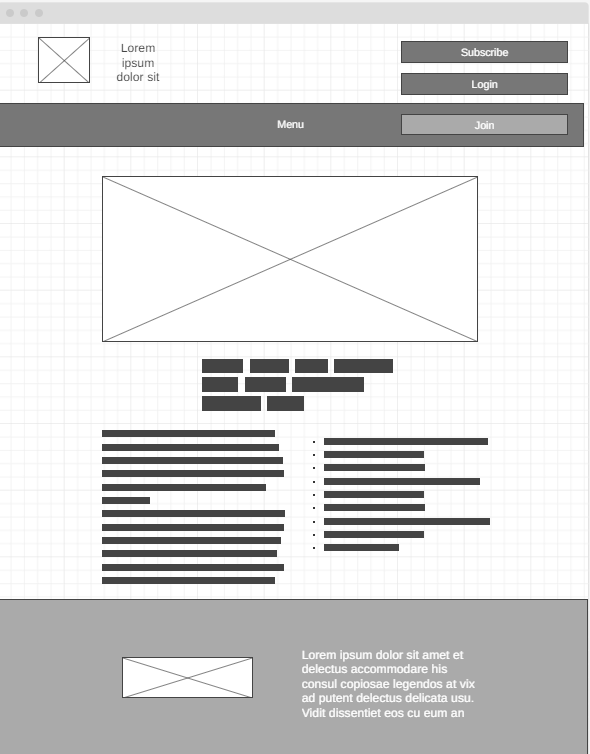 Lorem
ipsum
dolor sit
Subscribe
Login
Menu
Join
Lorem ipsum dolor sit amet et
delectus accommodare his
consul copiosae legendos at vix
ad putent delectus delicata usu.
Vidit dissentiet eos cu eum an